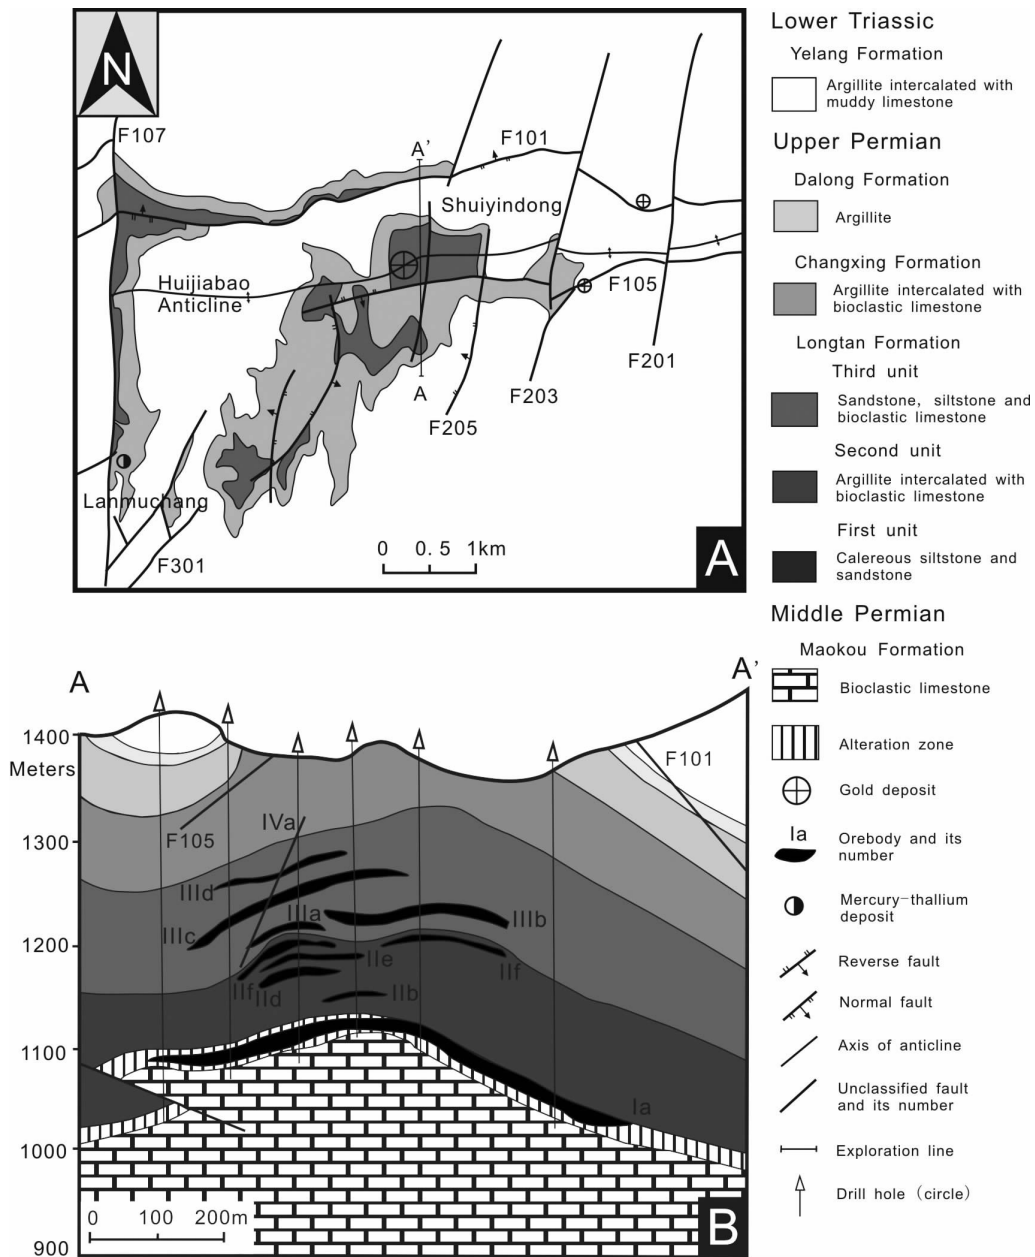 N
F107
A'
F101
Shuiyindong
Huijiabao
Anticline
F105
F201
A
F203
F205
Lanmuchang
F301
0 0.5 1km
A
Lower Triassic
Yelang Formation
Argillite intercalated with
muddy limestone
Upper Permian
Dalong Formation
Argillite
Changxing Formation
Argillite intercalated with
bioclastic limestone
Longtan Formation
Third unit
Sandstone, siltstone and
bioclastic limestone
Second unit
Argillite intercalated with
bioclastic limestone
First unit
Calereous siltstone and
sandstone
Middle Permian
Maokou Formation
Bioclastic limestone
Alteration zone
Gold deposit
Ia
Orebody and its
number
Mercury-thallium
deposit
Reverse fault
Normal fault
Axis of anticline
Unclassified fault
and its number
Exploration line
Drill hole (circle)
A
A'
1400
Meters
F101
F105
IVa
1300
IIId
IIIa
IIIb
IIIc
1200
IIe
IIf
IIf
IId
IIb
1100
Ia
1000
0 100 200m
900
B